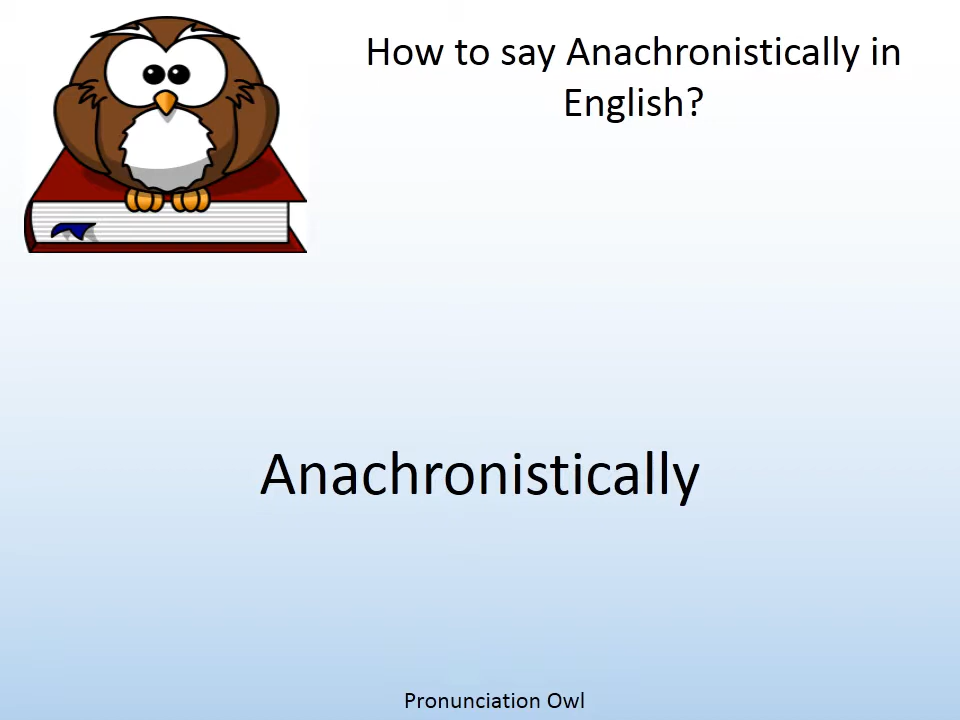 How to say Anachronistically in
English?
Anachronistically
Pronunciation Owl